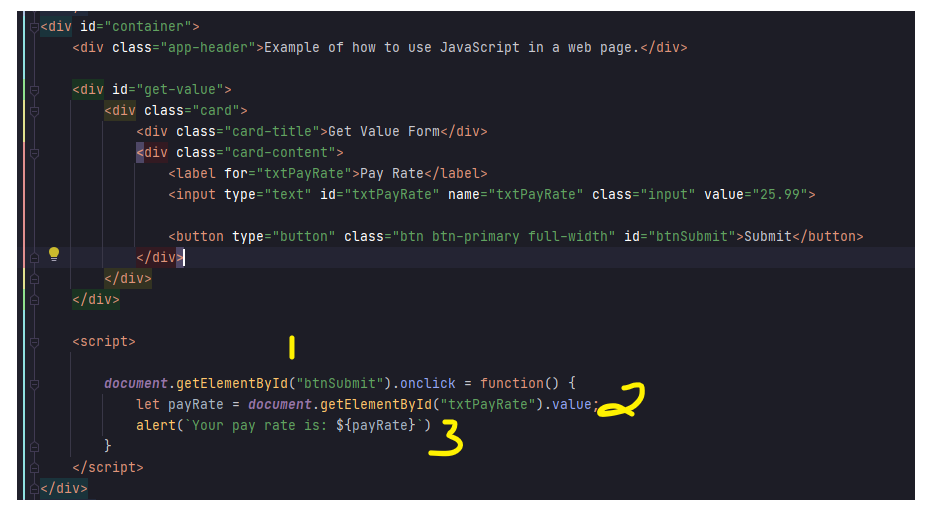 <div id="container">
<div class="app-header">Example of how to use JavaScript in a web page.</div>
<div id="get-value">
<div class="card">
<div class="card-title">Get Value Form</div>
<div class="card-content">
<label for="txtPayRate">Pay Rate</label>
<input type="text" id="txtPayRate" name="txtPayRate" class="input" value="25.99">
<button type="button" class="btn btn-primary full-width" id="btnSubmit">Submit</button>
</div>
</div>
</div>
<script>
1
document.getElementById("btnSubmit").onclick = function() {
let payRate = document.getElementById("txtPayRate").value; 2
alert(`Your pay rate is: ${payRate}`) 3
}
</script>
</div>